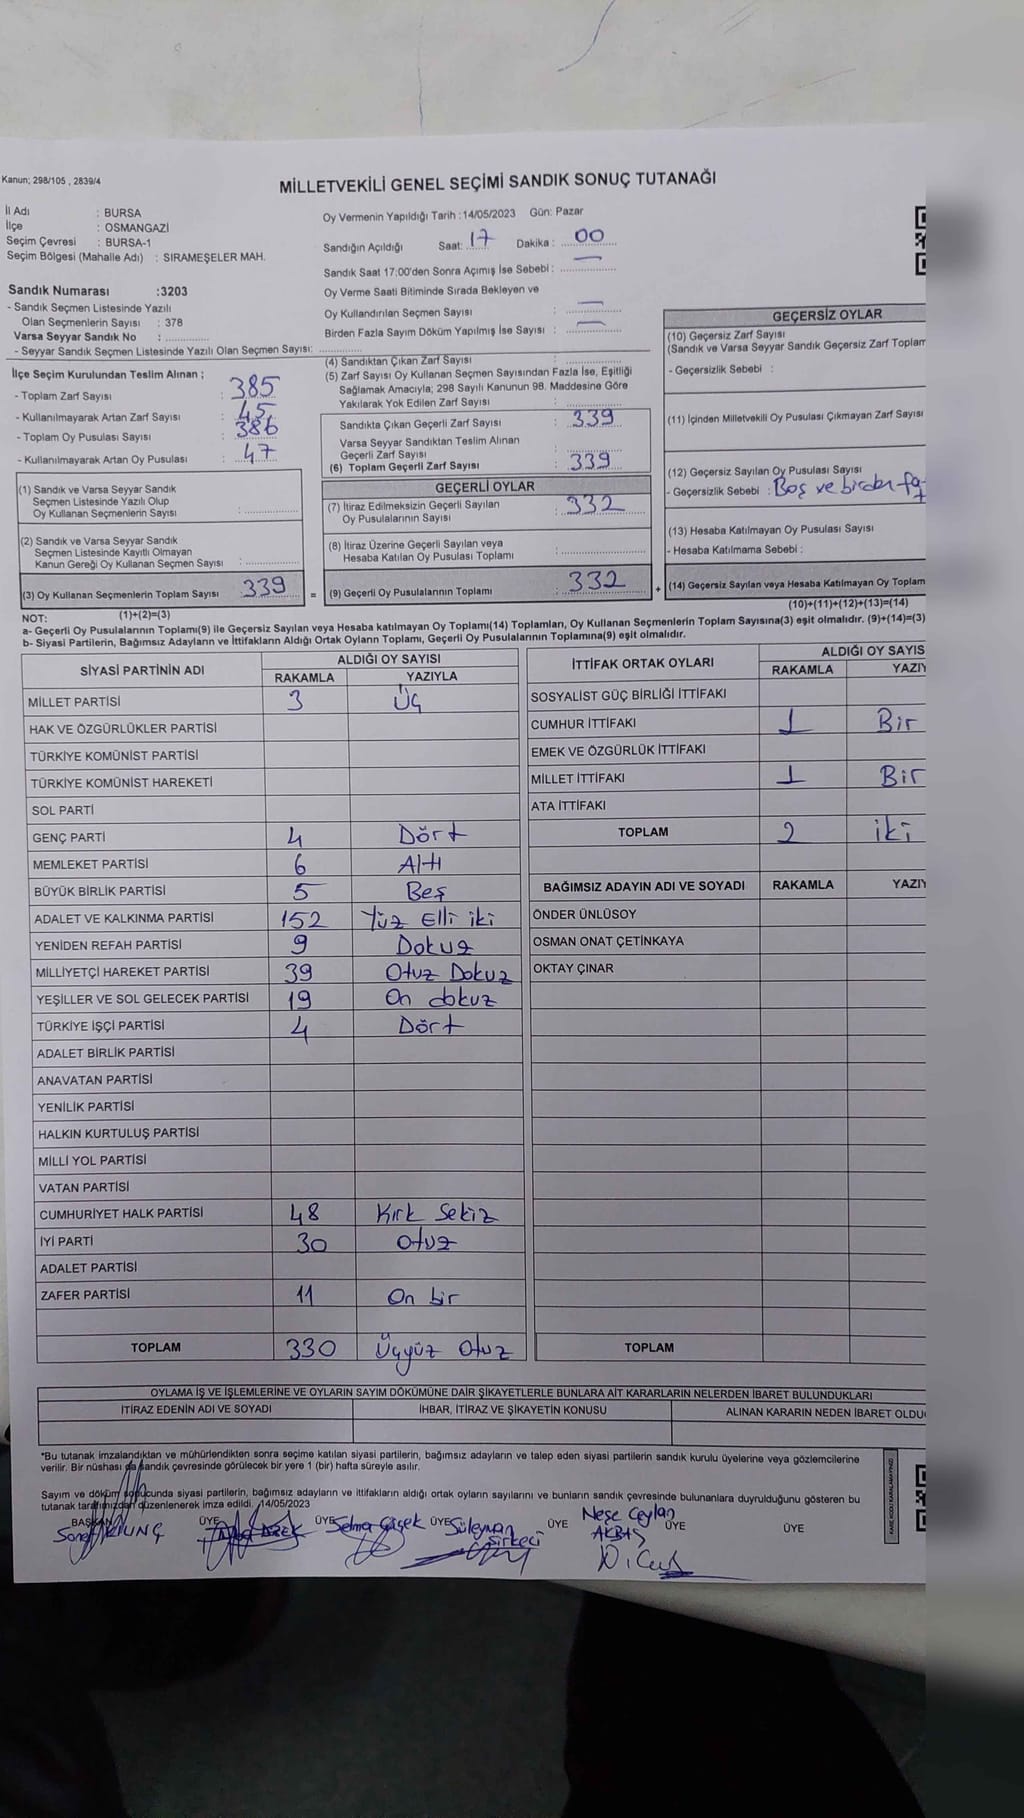 Kanun; 298/105 , 2839/4
MİLLETVEKİLİ GENEL SEÇİMİ SANDIK SONUÇ TUTANAĞI
İl Adı : BURSA
İlçe : OSMANGAZİ
Seçim Çevresi : BURSA-1
Seçim Bölgesi (Mahalle Adı) : SIRAMEŞELER MAH.
Sandık Numarası :3203
- Sandık Seçmen Listesinde Yazılı
Olan Seçmenlerin Sayısı : 378
Varsa Seyyar Sandık No : ..............
- Seyyar Sandık Seçmen Listesinde Yazılı Olan Seçmen Sayısı: ..............
İlçe Seçim Kurulundan Teslim Alınan ;
- Toplam Zarf Sayısı : 385
- Kullanılmayarak Artan Zarf Sayısı : 45
- Toplam Oy Pusulası Sayısı : 386
- Kullanılmayarak Artan Oy Pusulası : 47
(1) Sandık ve Varsa Seyyar Sandık
Seçmen Listesinde Yazılı Olup
Oy Kullanan Seçmenlerin Sayısı : ..............
(2) Sandık ve Varsa Seyyar Sandık
Seçmen Listesinde Kayıtlı Olmayan
Kanun Gereği Oy Kullanan Seçmen Sayısı : ..............
(3) Oy Kullanan Seçmenlerin Toplam Sayısı : 339 =
(1)+(2)=(3)
Oy Vermenin Yapıldığı Tarih :14/05/2023 Gün: Pazar
Sandığın Açıldığı Saat: 17 Dakika : 00
Sandık Saat 17:00'den Sonra Açımış İse Sebebi : —
Oy Verme Saati Bitiminde Sırada Bekleyen ve
Oy Kullandırılan Seçmen Sayısı : —
Birden Fazla Sayım Döküm Yapılmış İse Sayısı : —
(4) Sandıktan Çıkan Zarf Sayısı : ..............
(5) Zarf Sayısı Oy Kullanan Seçmen Sayısından Fazla İse, Eşitliği
Sağlamak Amacıyla; 298 Sayılı Kanunun 98. Maddesine Göre
Yakılarak Yok Edilen Zarf Sayısı : ..............
Sandıkta Çıkan Geçerli Zarf Sayısı : 339
Varsa Seyyar Sandıktan Teslim Alınan
Geçerli Zarf Sayısı : ..............
(6) Toplam Geçerli Zarf Sayısı : 339
GEÇERLİ OYLAR
(7) İtiraz Edilmeksizin Geçerli Sayılan
Oy Pusulalarının Sayısı : 332
(8) İtiraz Üzerine Geçerli Sayılan veya
Hesaba Katılan Oy Pusulası Toplamı : ..............
(9) Geçerli Oy Pusulalarının Toplamı : 332 +
GEÇERSİZ OYLAR
(10) Geçersiz Zarf Sayısı
(Sandık ve Varsa Seyyar Sandık Geçersiz Zarf Toplam
- Geçersizlik Sebebi :
(11) İçinden Milletvekili Oy Pusulası Çıkmayan Zarf Sayısı
(12) Geçersiz Sayılan Oy Pusulası Sayısı
- Geçersizlik Sebebi : Boş ve birden faz
(13) Hesaba Katılmayan Oy Pusulası Sayısı
- Hesaba Katılmama Sebebi :
(14) Geçersiz Sayılan veya Hesaba Katılmayan Oy Toplam
(10)+(11)+(12)+(13)=(14)
NOT:
a- Geçerli Oy Pusulalarının Toplamı(9) ile Geçersiz Sayılan veya Hesaba katılmayan Oy Toplamı(14) Toplamları, Oy Kullanan Seçmenlerin Toplam Sayısına(3) eşit olmalıdır. (9)+(14)=(3)
b- Siyasi Partilerin, Bağımsız Adayların ve İttifakların Aldığı Ortak Oyların Toplamı, Geçerli Oy Pusulalarının Toplamına(9) eşit olmalıdır.
SİYASİ PARTİNİN ADI ALDIĞI OY SAYISI
RAKAMLA YAZIYLA
MİLLET PARTİSİ 3 Üç
HAK VE ÖZGÜRLÜKLER PARTİSİ
TÜRKİYE KOMÜNİST PARTİSİ
TÜRKİYE KOMÜNİST HAREKETİ
SOL PARTİ
GENÇ PARTİ 4 Dört
MEMLEKET PARTİSİ 6 Altı
BÜYÜK BİRLİK PARTİSİ 5 Beş
ADALET VE KALKINMA PARTİSİ 152 Yüz Elli iki
YENİDEN REFAH PARTİSİ 9 Dokuz
MİLLİYETÇİ HAREKET PARTİSİ 39 Otuz Dokuz
YEŞİLLER VE SOL GELECEK PARTİSİ 19 On dokuz
TÜRKİYE İŞÇİ PARTİSİ 4 Dört
ADALET BİRLİK PARTİSİ
ANAVATAN PARTİSİ
YENİLİK PARTİSİ
HALKIN KURTULUŞ PARTİSİ
MİLLİ YOL PARTİSİ
VATAN PARTİSİ
CUMHURİYET HALK PARTİSİ 48 Kırk Sekiz
İYİ PARTİ 30 Otuz
ADALET PARTİSİ
ZAFER PARTİSİ 11 On bir
TOPLAM 330 Üçyüz Otuz
İTTİFAK ORTAK OYLARI ALDIĞI OY SAYIS
RAKAMLA YAZIY
SOSYALİST GÜÇ BİRLİĞİ İTTİFAKI
CUMHUR İTTİFAKI 1 Bir
EMEK VE ÖZGÜRLÜK İTTİFAKI
MİLLET İTTİFAKI 1 Bir
ATA İTTİFAKI
TOPLAM 2 iki
BAĞIMSIZ ADAYIN ADI VE SOYADI RAKAMLA YAZIY
ÖNDER ÜNLÜSOY
OSMAN ONAT ÇETİNKAYA
OKTAY ÇINAR
TOPLAM
OYLAMA İŞ VE İŞLEMLERİNE VE OYLARIN SAYIM DÖKÜMÜNE DAİR ŞİKAYETLERLE BUNLARA AİT KARARLARIN NELERDEN İBARET BULUNDUKLARI
İTİRAZ EDENİN ADI VE SOYADI İHBAR, İTİRAZ VE ŞİKAYETİN KONUSU ALINAN KARARIN NEDEN İBARET OLDU
*Bu tutanak imzalandıktan ve mühürlendikten sonra seçime katılan siyasi partilerin, bağımsız adayların ve talep eden siyasi partilerin sandık kurulu üyelerine veya gözlemcilerine
verilir. Bir nüshası da sandık çevresinde görülecek bir yere 1 (bir) hafta süreyle asılır.
Sayım ve döküm sonucunda siyasi partilerin, bağımsız adayların ve ittifakların aldığı ortak oyların sayılarını ve bunların sandık çevresinde bulunanlara duyrulduğunu gösteren bu
tutanak tarafımızdan düzenlenerek imza edildi. 14/05/2023
BAŞKAN ÜYE ÜYE ÜYE ÜYE ÜYE ÜYE
KILINÇ
Selma Çiçek
Süleyman
Şirkeci
Neşe Ceylan
AKBAŞ